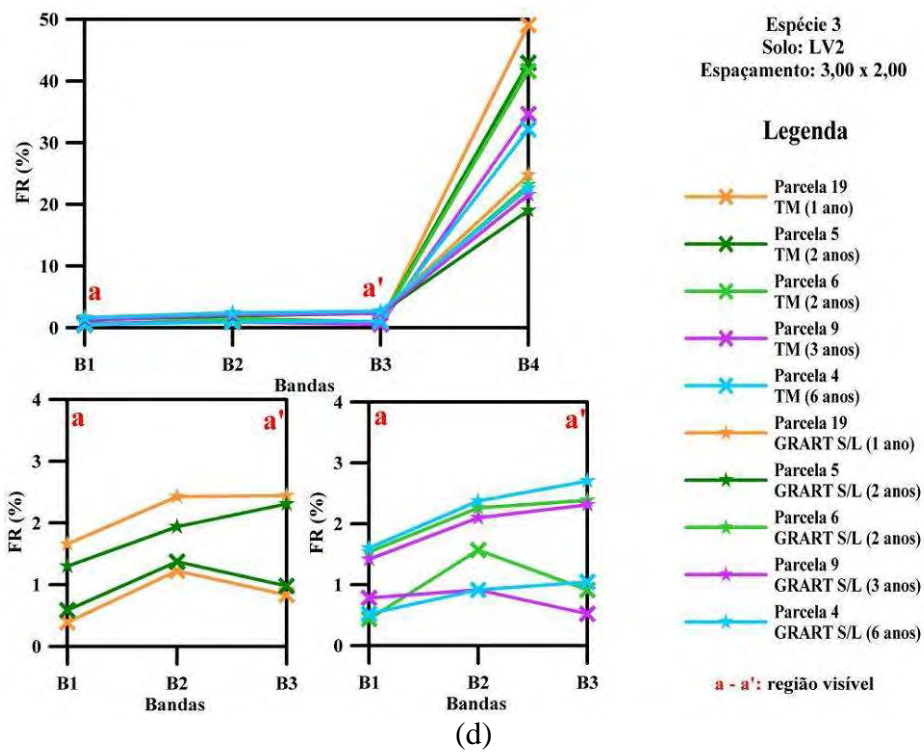 50
40
30
20
10
0
FR (%)
a
a'
B1
B2
B3
B4
Bandas
4
3
2
1
0
FR (%)
a
a'
B1
B2
B3
Bandas
4
3
2
1
0
FR (%)
a
a'
B1
B2
B3
Bandas
Espécie 3
Solo: LV2
Espaçamento: 3,00 x 2,00
Legenda
Parcela 19
TM (1 ano)
Parcela 5
TM (2 anos)
Parcela 6
TM (2 anos)
Parcela 9
TM (3 anos)
Parcela 4
TM (6 anos)
Parcela 19
GRART S/L (1 ano)
Parcela 5
GRART S/L (2 anos)
Parcela 6
GRART S/L (2 anos)
Parcela 9
GRART S/L (3 anos)
Parcela 4
GRART S/L (6 anos)
a - a': região visível
(d)